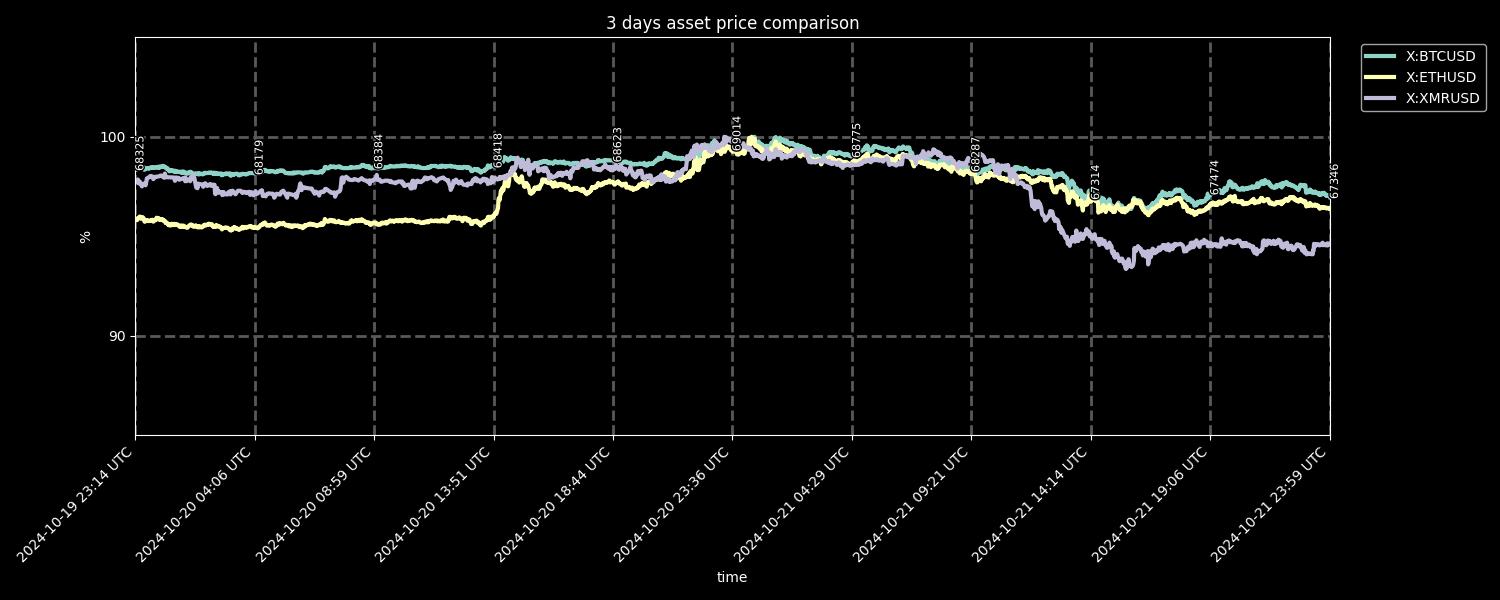 3 days asset price comparison
X:BTCUSD
X:ETHUSD
X:XMRUSD
100
90
%
68325
68179
68384
68418
68623
69014
68775
68287
67314
67474
67346
2024-10-19 23:14 UTC
2024-10-20 04:06 UTC
2024-10-20 08:59 UTC
2024-10-20 13:51 UTC
2024-10-20 18:44 UTC
2024-10-20 23:36 UTC
2024-10-21 04:29 UTC
2024-10-21 09:21 UTC
2024-10-21 14:14 UTC
2024-10-21 19:06 UTC
2024-10-21 23:59 UTC
time